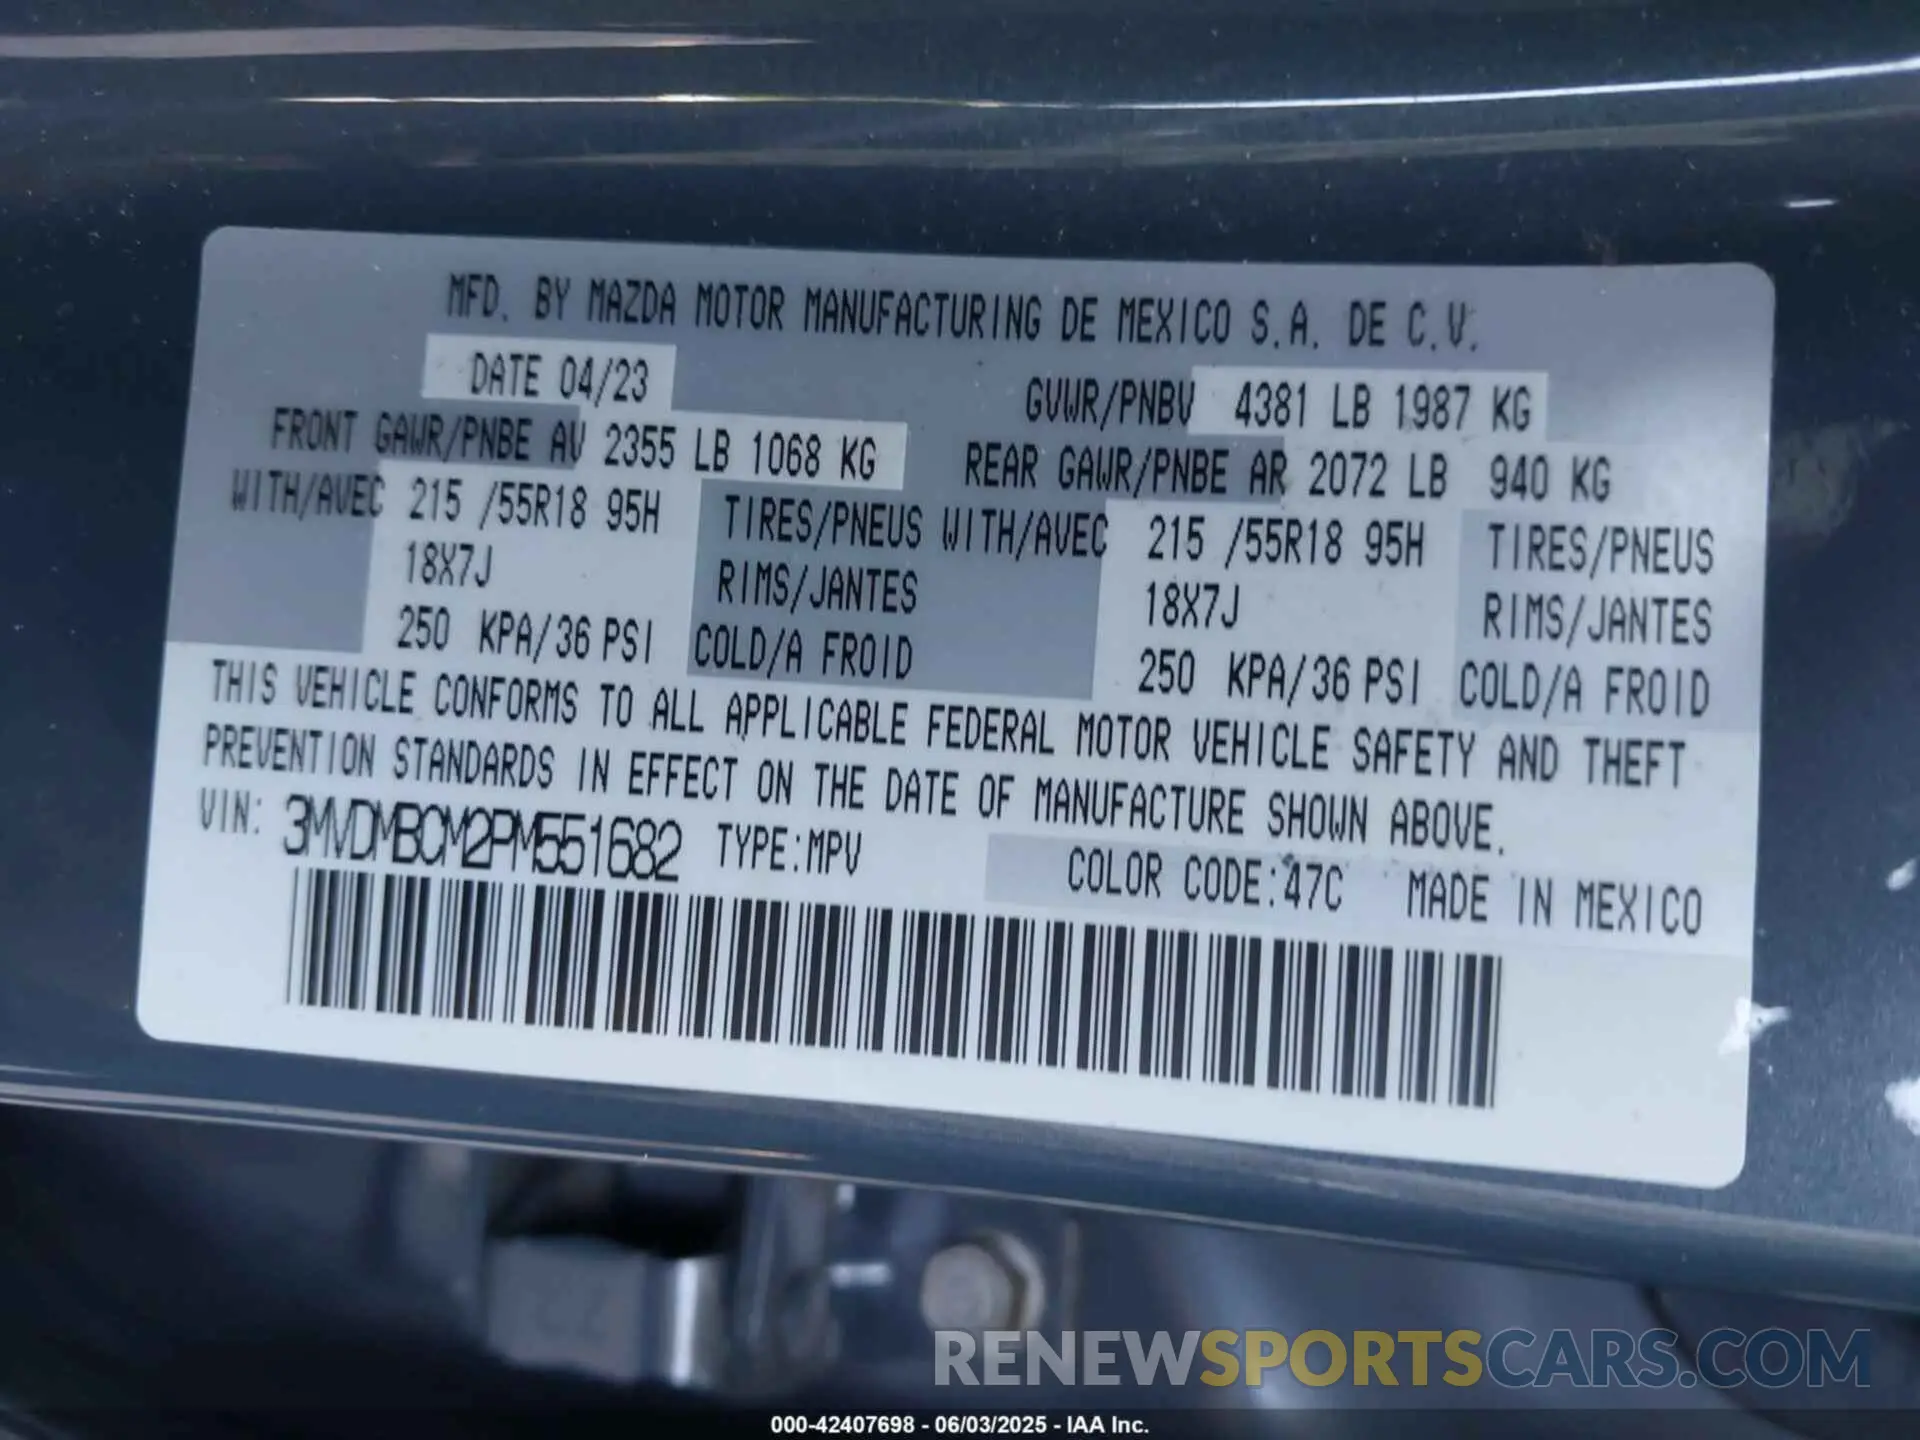 MFD. BY MAZDA MOTOR MANUFACTURING DE MEXICO S.A. DE C.V.
DATE 04/23 GVWR/PNBV 4381 LB 1987 KG
FRONT GAWR/PNBE AV 2355 LB 1068 KG REAR GAWR/PNBE AR 2072 LB 940 KG
WITH/AVEC 215 /55R18 95H TIRES/PNEUS WITH/AVEC 215 /55R18 95H TIRES/PNEUS
18X7J RIMS/JANTES 18X7J RIMS/JANTES
250 KPA/36 PSI COLD/A FROID 250 KPA/36 PSI COLD/A FROID
THIS VEHICLE CONFORMS TO ALL APPLICABLE FEDERAL MOTOR VEHICLE SAFETY AND THEFT
PREVENTION STANDARDS IN EFFECT ON THE DATE OF MANUFACTURE SHOWN ABOVE.
VIN: 3MVDMBCM2PM551682 TYPE:MPV COLOR CODE:47C MADE IN MEXICO
RENEWSPORTSCARS.COM
000-42407698 - 06/03/2025 - IAA Inc.